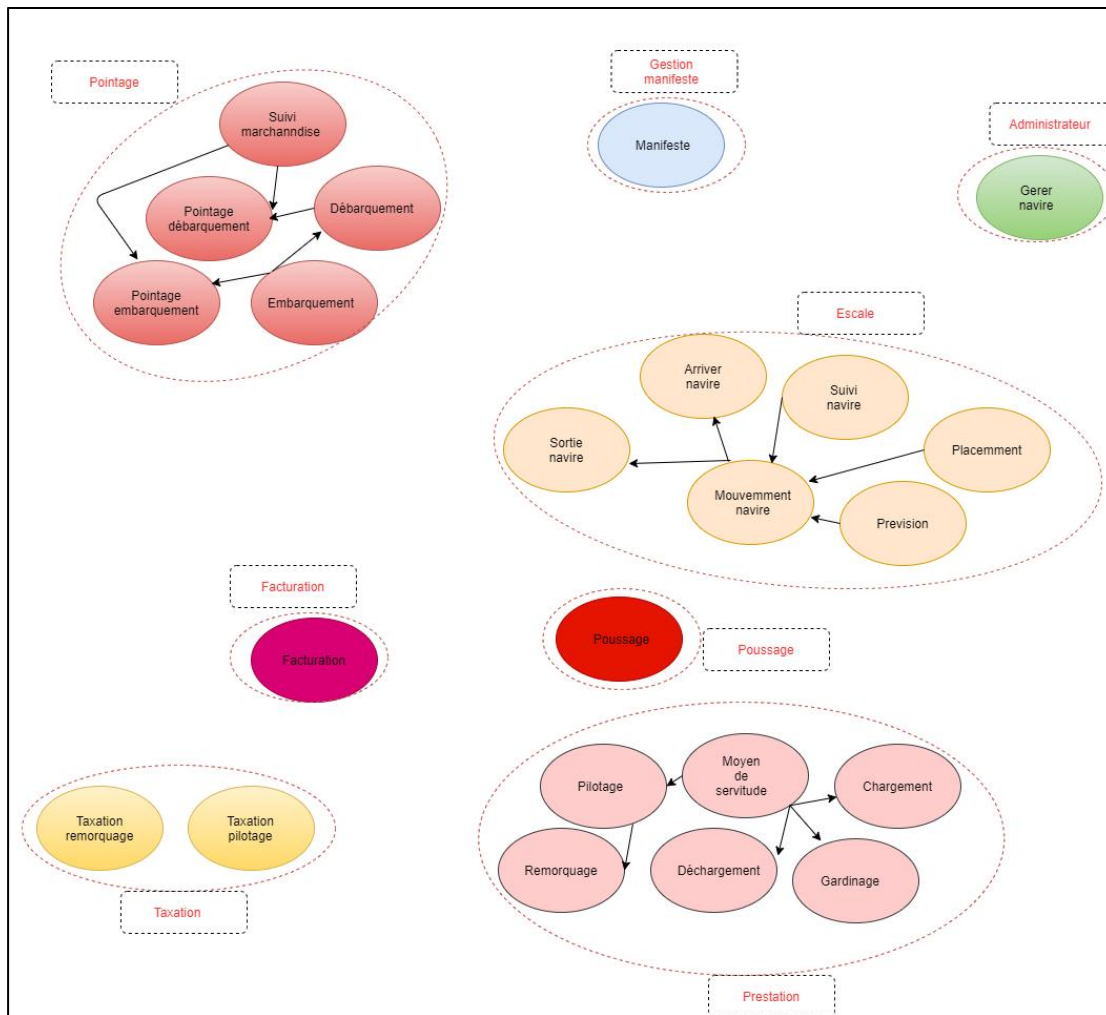 Pointage
Suivi
marchanndise
Pointage
débarquement
Débarquement
Pointage
embarquement
Embarquement
Gestion
manifeste
Manifeste
Administrateur
Gerer
navire
Escale
Arriver
navire
Suivi
navire
Sortie
navire
Placemment
Mouvemment
navire
Prevision
Facturation
Facturation
Poussage
Poussage
Taxation
remorquage
Taxation
pilotage
Taxation
Pilotage
Moyen
de
servitude
Chargement
Remorquage
Déchargement
Gardinage
Prestation